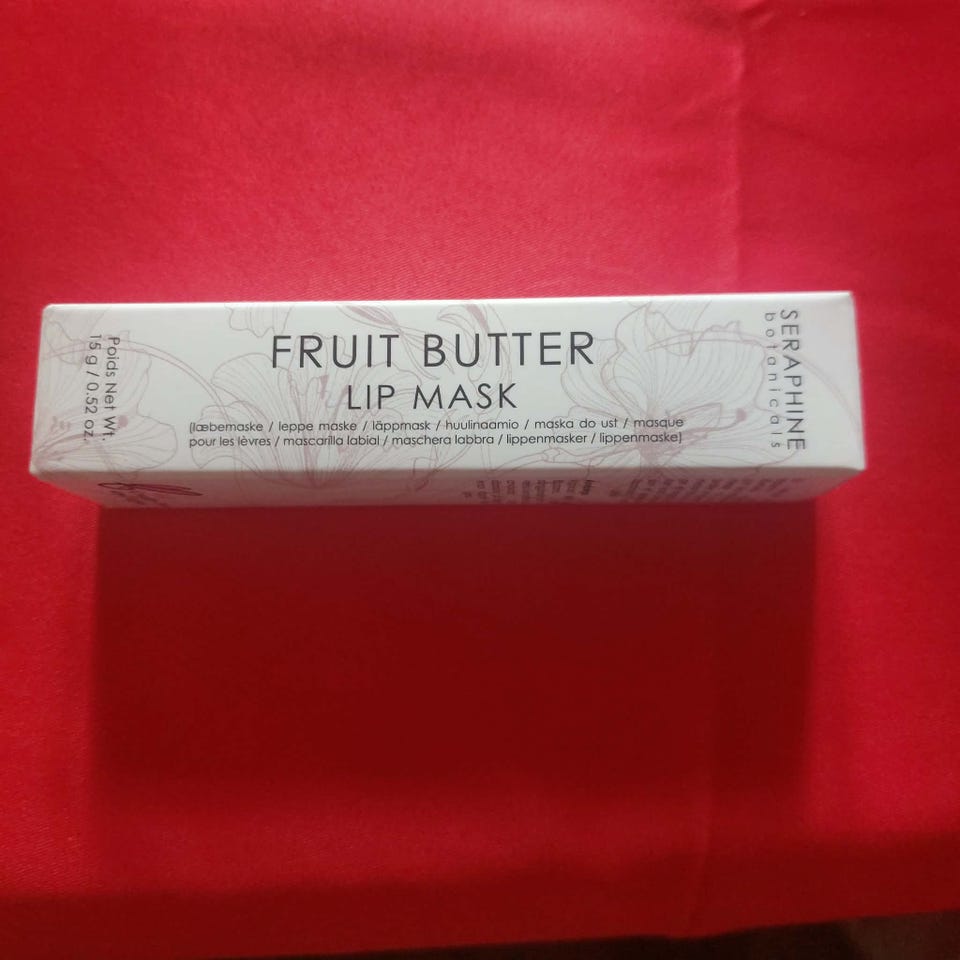 FRUIT BUTTER
LIP MASK
(læbemaske / leppe maske / läppmask / huulinaamio / maska do ust / masque
pour les lèvres / mascarilla labial / maschera labbra / lippenmasker / lippenmaske)
SERAPHINE
botanicals
Poids Net Wt.
15 g / 0.52 oz.